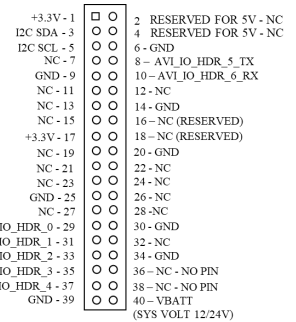 +3.3V - 1 2 RESERVED FOR 5V - NC
I2C SDA - 3 4 RESERVED FOR 5V - NC
I2C SCL - 5 6 - GND
NC - 7 8 – AVI_IO_HDR_5_TX
GND - 9 10 – AVI_IO_HDR_6_RX
NC - 11 12 - NC
NC - 13 14 - GND
NC - 15 16 – NC (RESERVED)
+3.3V - 17 18 – NC (RESERVED)
NC - 19 20 - GND
NC - 21 22 - NC
NC - 23 24 - NC
GND - 25 26 - NC
NC - 27 28 -NC
IO_HDR_0 - 29 30 - GND
IO_HDR_1 - 31 32 - NC
IO_HDR_2 - 33 34 - GND
IO_HDR_3 - 35 36 – NC - NO PIN
IO_HDR_4 - 37 38 – NC - NO PIN
GND - 39 40 – VBATT
(SYS VOLT 12/24V)